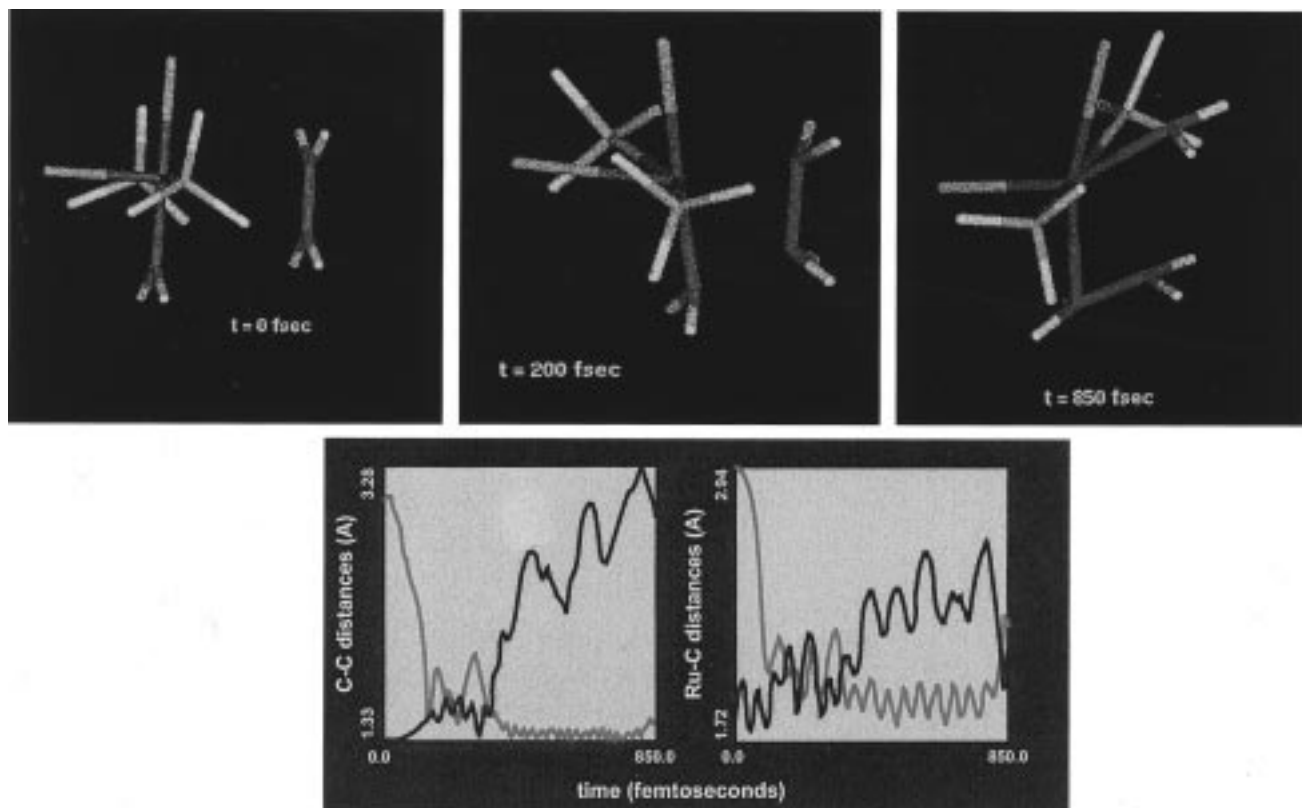 t = 0 fsec
t = 200 fsec
t = 850 fsec
C-C distances (A)
3.28
1.33
0.0
850.0
Ru-C distances (A)
2.94
1.72
0.0
850.0
time (femtoseconds)